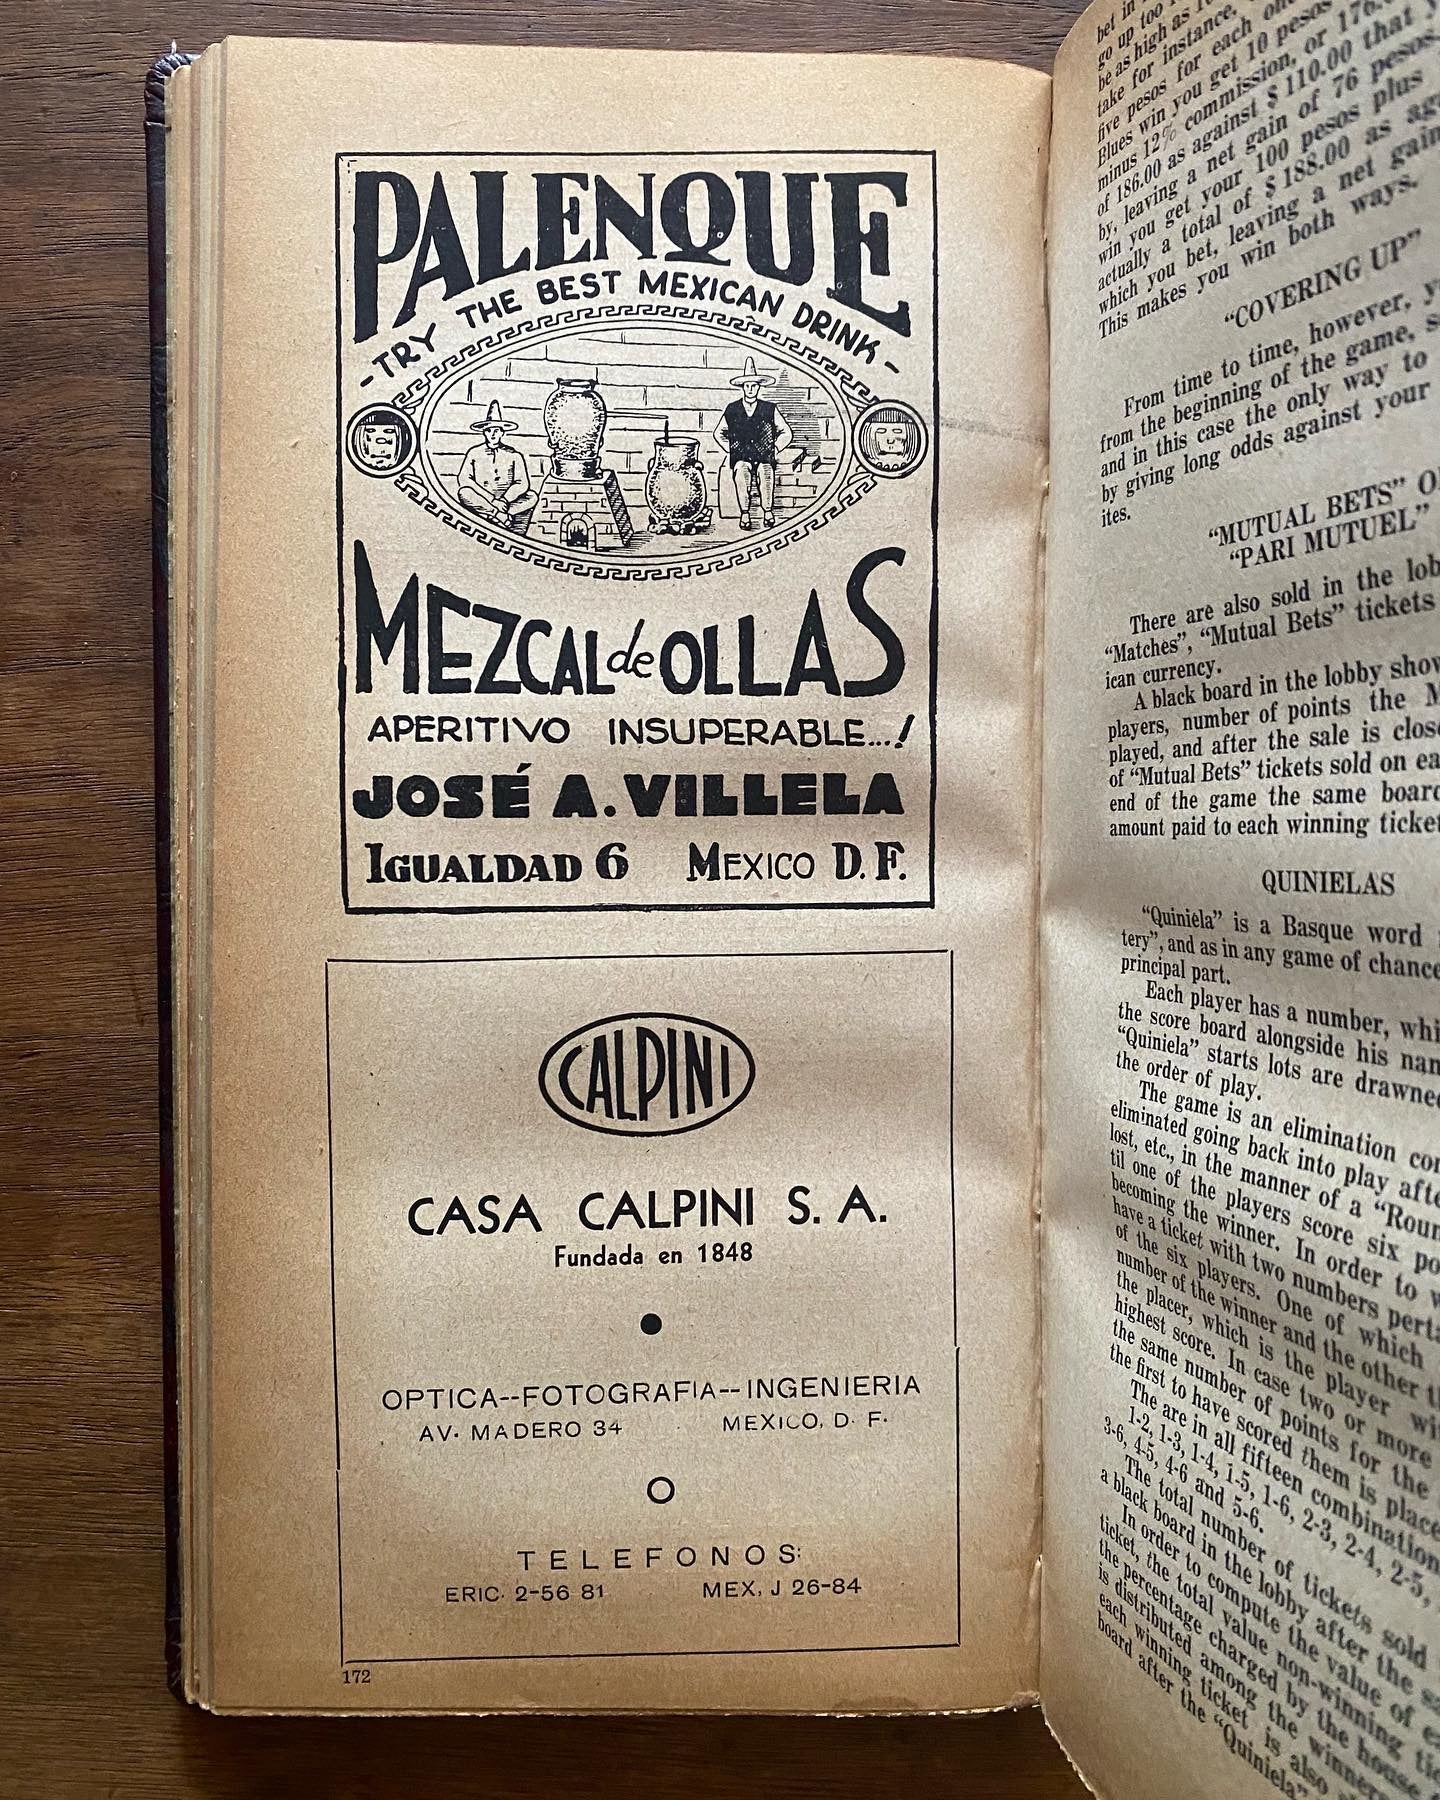 PALENQUE
-TRY THE BEST MEXICAN DRINK-
MEZCAL de OLLAS
APERITIVO INSUPERABLE...!
JOSÉ A. VILLELA
IGUALDAD 6 MEXICO D. F.
CALPINI
CASA CALPINI S. A.
Fundada en 1848
OPTICA--FOTOGRAFIA--INGENIERIA
AV. MADERO 34 MEXICO, D. F.
TELEFONOS:
ERIC. 2-56 81 MEX, J 26-84
172
bet in
go up too
be as high as
take for instance,
five pesos for each
Blues win you get 10 pesos
minus 12% commission, or 176.
of 186.00 as against $ 110.00 that
by, leaving a net gain of 76 pesos.
win you get your 100 pesos plus
actually a total of $ 188.00 as
which you bet, leaving a net gain
This makes you win both ways.
"COVERING UP"
From time to time, however,
from the beginning of the game,
and in this case the only way to
by giving long odds against your
ites.
"MUTUAL BETS"
"PARI MUTUEL"
There are also sold in the
"Matches", "Mutual Bets" tickets
ican currency.
A black board in the lobby
players, number of points the
played, and after the sale is
of "Mutual Bets" tickets sold on
end of the game the same
amount paid to each winning
QUINIELAS
"Quiniela" is a Basque word
tery", and as in any game of
principal part.
Each player has a number,
the score board alongside his
"Quiniela" starts lots are
the order of play.
The game is an elimination
eliminated going back into play
lost, etc., in the manner of a
til one of the players score six
becoming the winner. In order to
have a ticket with two numbers
of the six players. One of which
number of the winner and the other
the placer, which is the player
highest score. In case two or more
the same number of points for the
the first to have scored them is
The are in all fifteen
1-2, 1-3, 1-4, 1-5, 1-6, 2-3, 2-4, 2-5,
3-6, 4-5, 4-6 and 5-6.
The total number of tickets sold
a black board in the lobby after the
In order to compute the value of
ticket, the total value non-winning
the percentage charged by the house
is distributed among the
each winning ticket is also
board after the "Quiniela"